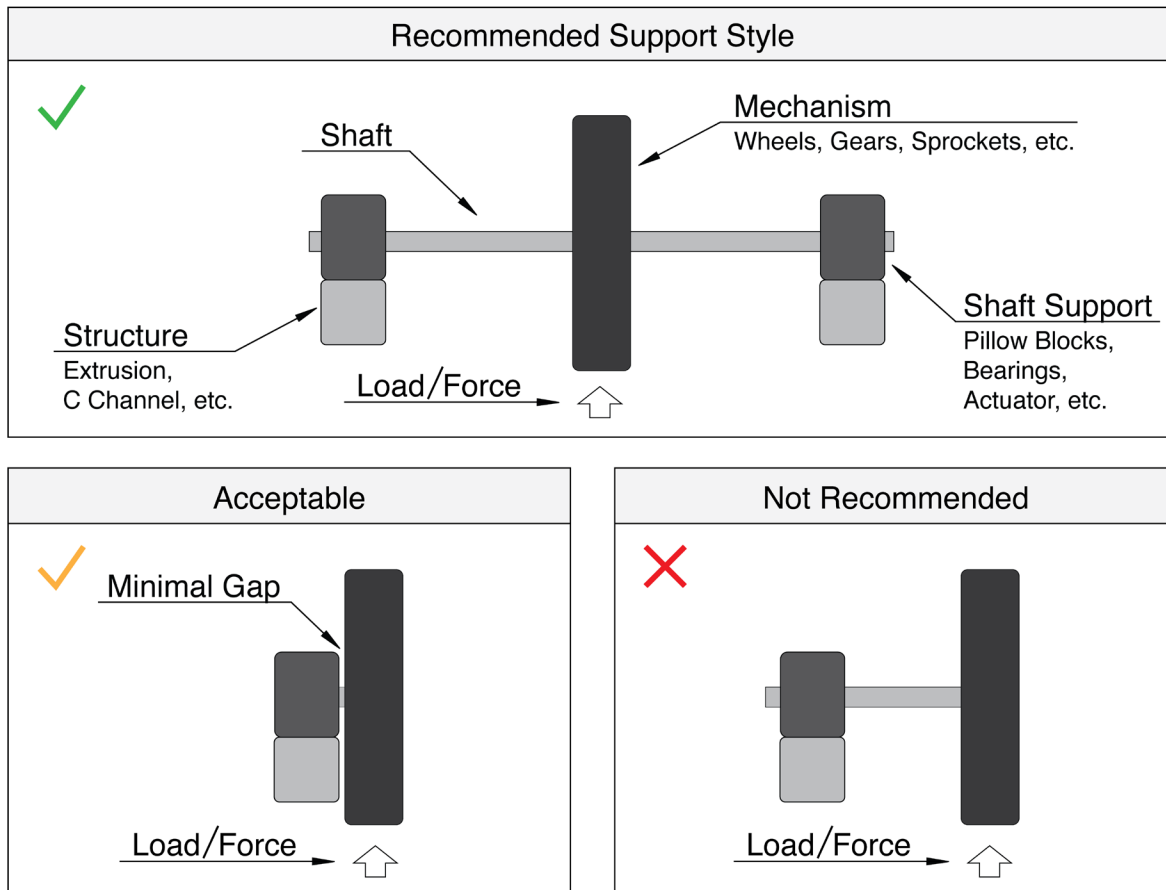 Recommended Support Style
Shaft
Mechanism
Wheels, Gears, Sprockets, etc.
Structure
Extrusion,
C Channel, etc.
Load/Force
Shaft Support
Pillow Blocks,
Bearings,
Actuator, etc.
Acceptable
Minimal Gap
Load/Force
Not Recommended
Load/Force